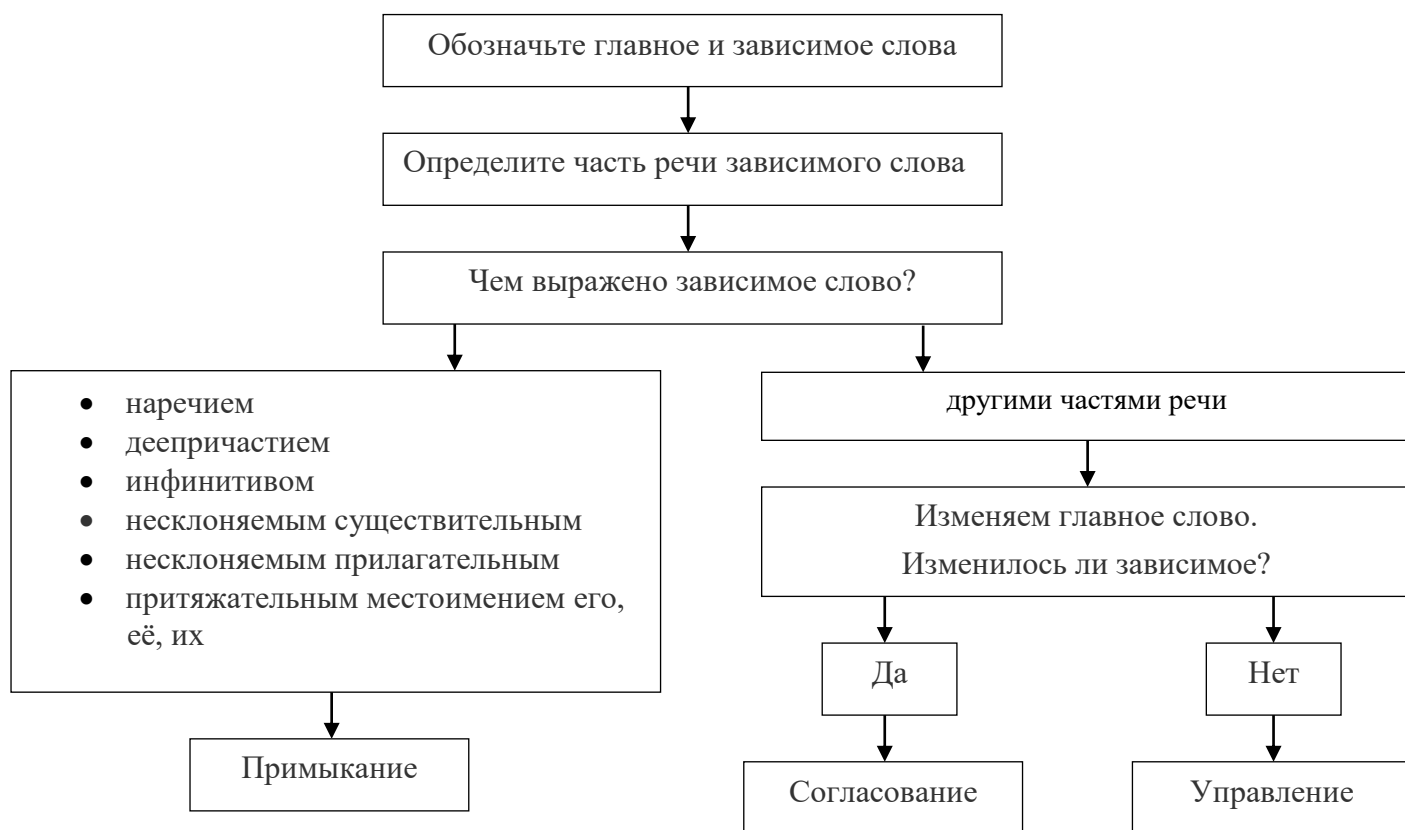 Обозначьте главное и зависимое слова
Определите часть речи зависимого слова
Чем выражено зависимое слово?
• наречием
• деепричастием
• инфинитивом
• несклоняемым существительным
• несклоняемым прилагательным
• притяжательным местоимением его,
её, их
Примыкание
другими частями речи
Изменяем главное слово.
Изменилось ли зависимое?
Да
Нет
Согласование
Управление